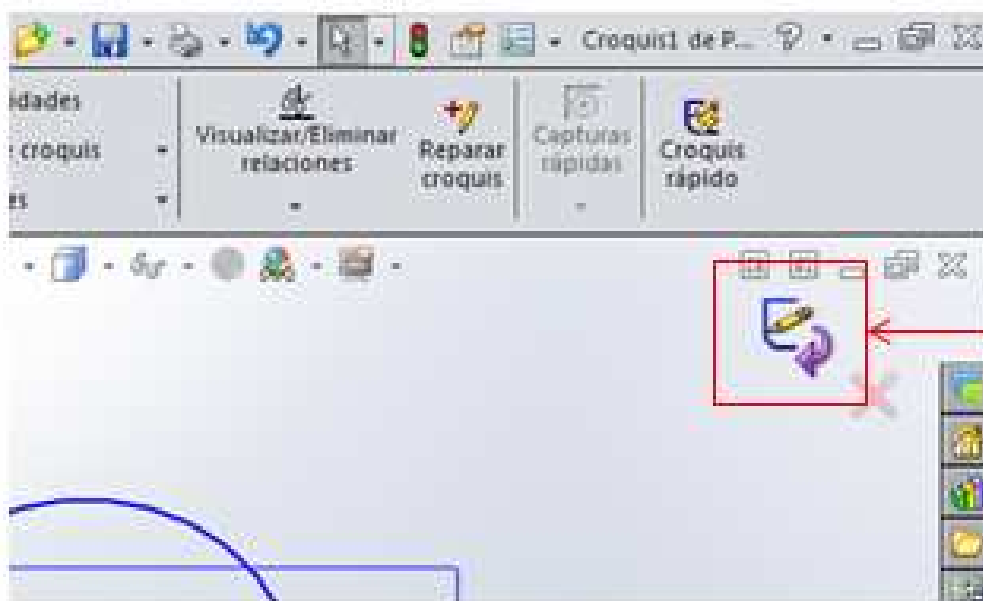 Croquis1 de P...
idades
croquis
es
Visualizar/Eliminar
relaciones
Reparar
croquis
Capturas
rápidas
Croquis
rápido